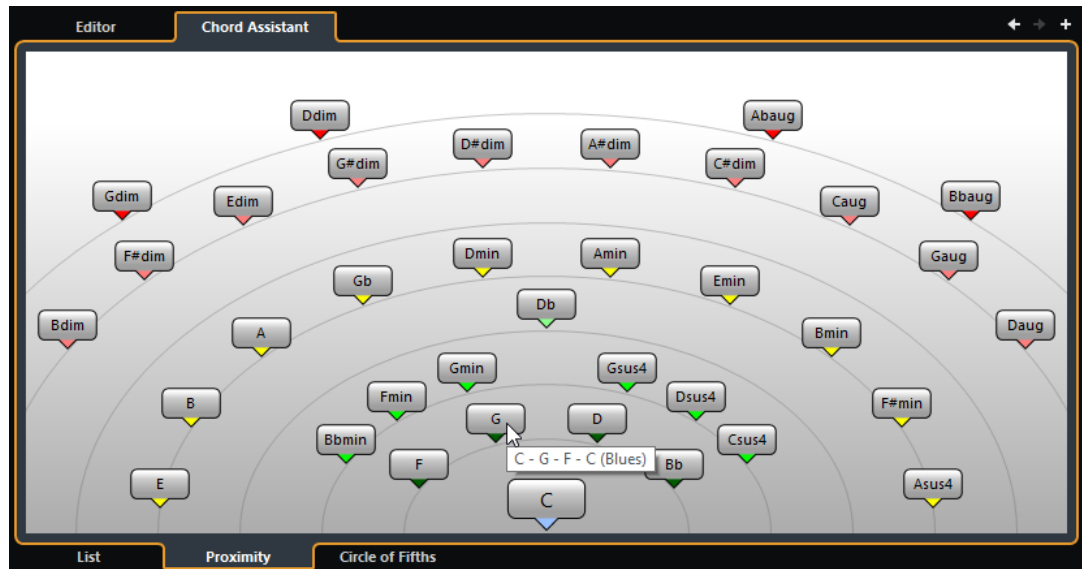 Editor
Chord Assistant
Ddim
Abaug
D#dim
A#dim
G#dim
C#dim
Gdim
Edim
Caug
Bbaug
F#dim
Dmin
Amin
Gaug
Gb
Emin
Db
Bdim
A
Bmin
Daug
Gmin
Gsus4
Fmin
Dsus4
B
F#min
G
D
Bbmin
Csus4
C - G - F - C (Blues)
F
Bb
E
Asus4
C
List
Proximity
Circle of Fifths